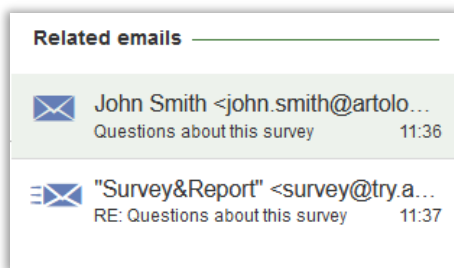 Related emails
John Smith <john.smith@artolo...
Questions about this survey 11:36
"Survey&Report" <survey@try.a...
RE: Questions about this survey 11:37